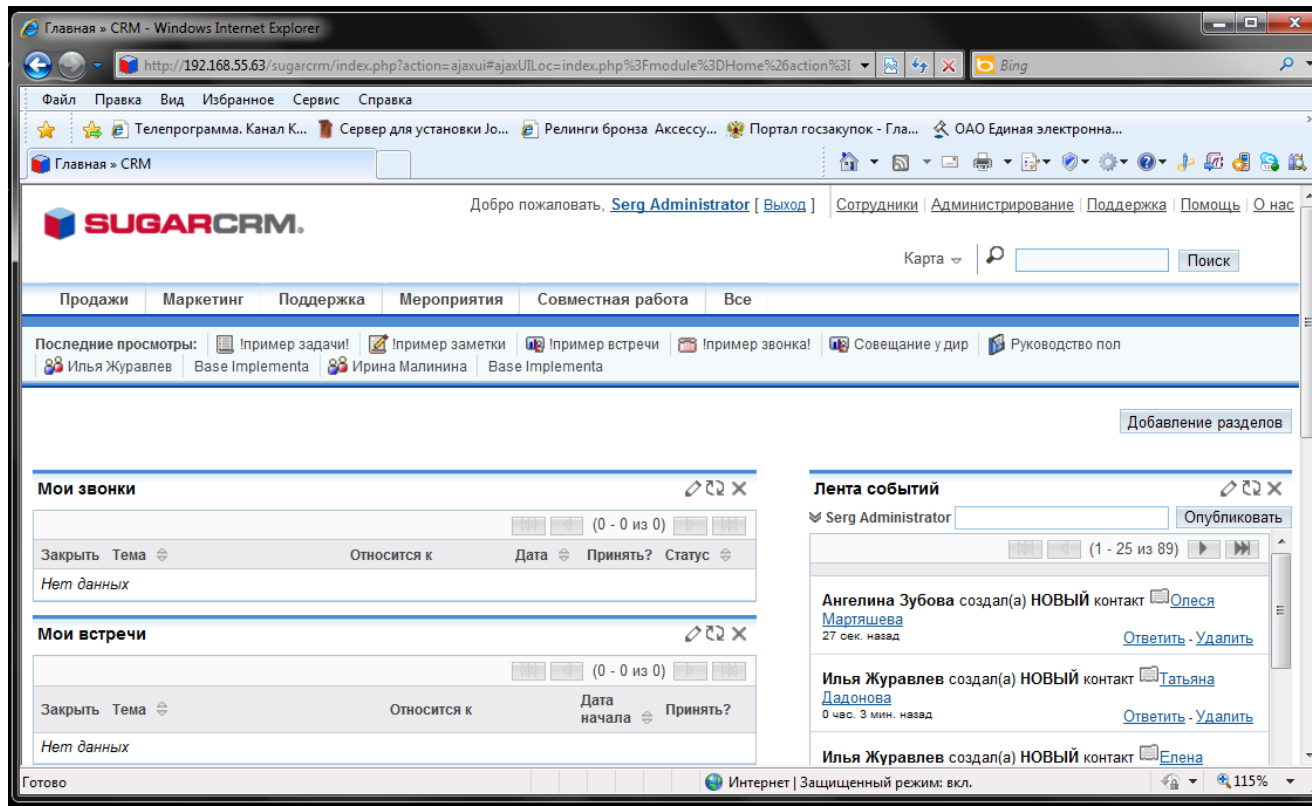 Главная » CRM - Windows Internet Explorer
http://192.168.55.63/sugarcrm/index.php?action=ajaxui#ajaxUILoc=index.php%3Fmodule%3DHome%26action%3I
Bing
Файл Правка Вид Избранное Сервис Справка
Телепрограмма. Канал К... Сервер для установки Jo... Релинги бронза Аксессу... Портал госзакупок - Гла... ОАО Единая электронна...
Главная » CRM
SUGARCRM.
Добро пожаловать, Serg Administrator [ Выход ] Сотрудники | Администрирование | Поддержка | Помощь | О нас
Карта Поиск
Продажи Маркетинг Поддержка Мероприятия Совместная работа Все
Последние просмотры: !пример задачи! !пример заметки !пример встречи !пример звонка! Совещание у дир Руководство пол
Илья Журавлев Base Implementa Ирина Малинина Base Implementa
Добавление разделов
Мои звонки
(0 - 0 из 0)
Закрыть Тема Относится к Дата Принять? Статус
Нет данных
Мои встречи
(0 - 0 из 0)
Закрыть Тема Относится к Дата начала Принять?
Нет данных
Лента событий
Serg Administrator Опубликовать
(1 - 25 из 89)
Ангелина Зубова создал(а) НОВЫЙ контакт Олеся
Мартяшева
27 сек. назад Ответить - Удалить
Илья Журавлев создал(а) НОВЫЙ контакт Татьяна
Дадонова
0 час. 3 мин. назад Ответить - Удалить
Илья Журавлев создал(а) НОВЫЙ контакт Елена
Готово Интернет | Защищенный режим: вкл. 115%